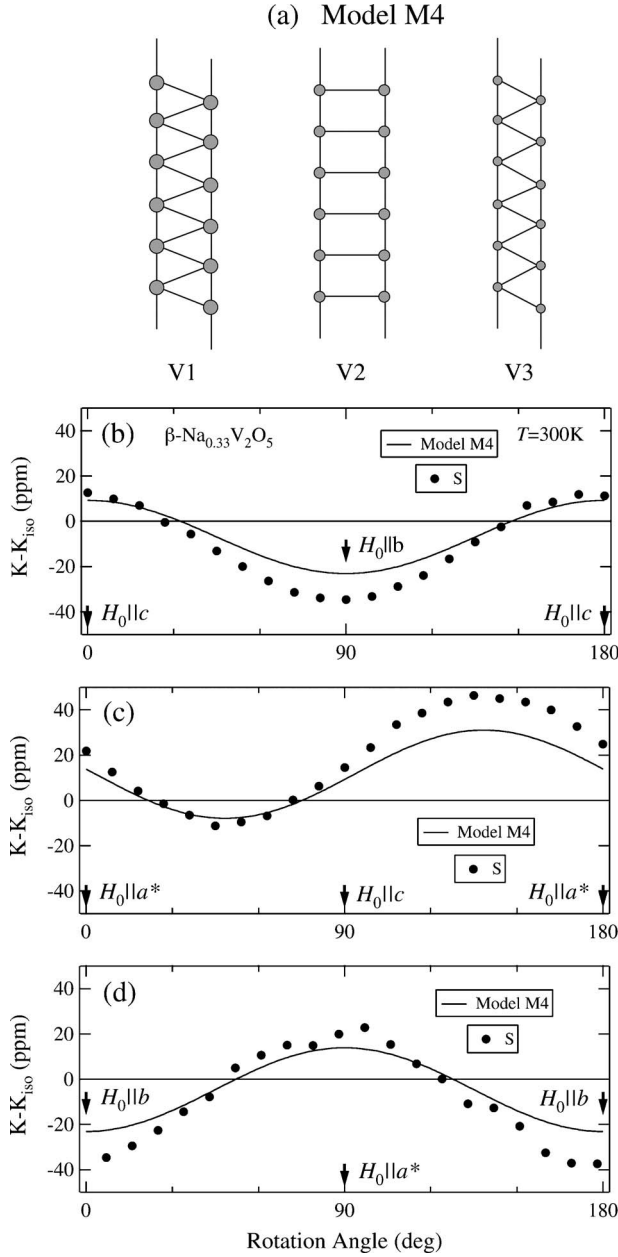 (a) Model M4
V1 V2 V3
(b) β-Na0.33V2O5 T=300K
Model M4
S
H0||b
H0||c H0||c
K-Kiso (ppm)
40
20
0
-20
-40
0 90 180
(c)
Model M4
S
H0||a* H0||c H0||a*
K-Kiso (ppm)
40
20
0
-20
-40
0 90 180
(d)
Model M4
S
H0||b H0||b
H0||a*
K-Kiso (ppm)
40
20
0
-20
-40
0 90 180
Rotation Angle (deg)